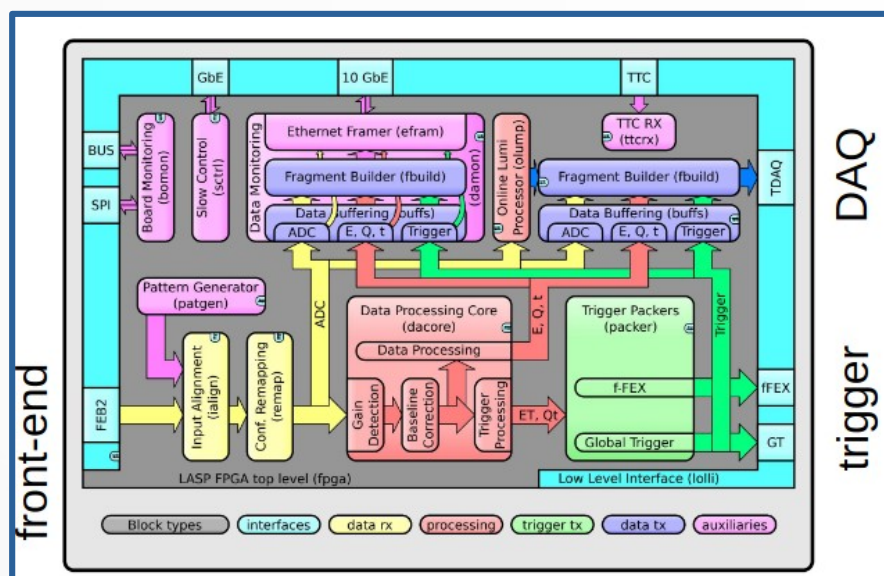 GbE
10 GbE
TTC
BUS
SPI
Board Monitoring
(bomon)
Slow Control
(sctrl)
Data Monitoring
Ethernet Framer (efram)
(damon)
Fragment Builder (fbuild)
Data Buffering (buffs)
ADC
E, Q, t
Trigger
Online Lumi
Processor (olump)
TTC RX
(ttcrx)
Fragment Builder (fbuild)
Data Buffering (buffs)
ADC
E, Q, t
Trigger
TDAQ
DAQ
Pattern Generator
(patgen)
ADC
Data Processing Core
(dacore)
Data Processing
E, Q, t
Trigger Packers
(packer)
Trigger
FEB2
Input Alignment
(ialign)
Conf. Remapping
(remap)
Gain
Detection
Baseline
Correction
Trigger
Processing
ET, Qt
f-FEX
Global Trigger
fFEX
GT
front-end
trigger
LASP FPGA top level (fpga)
Low Level Interface (lolli)
Block types
interfaces
data rx
processing
trigger tx
data tx
auxiliaries